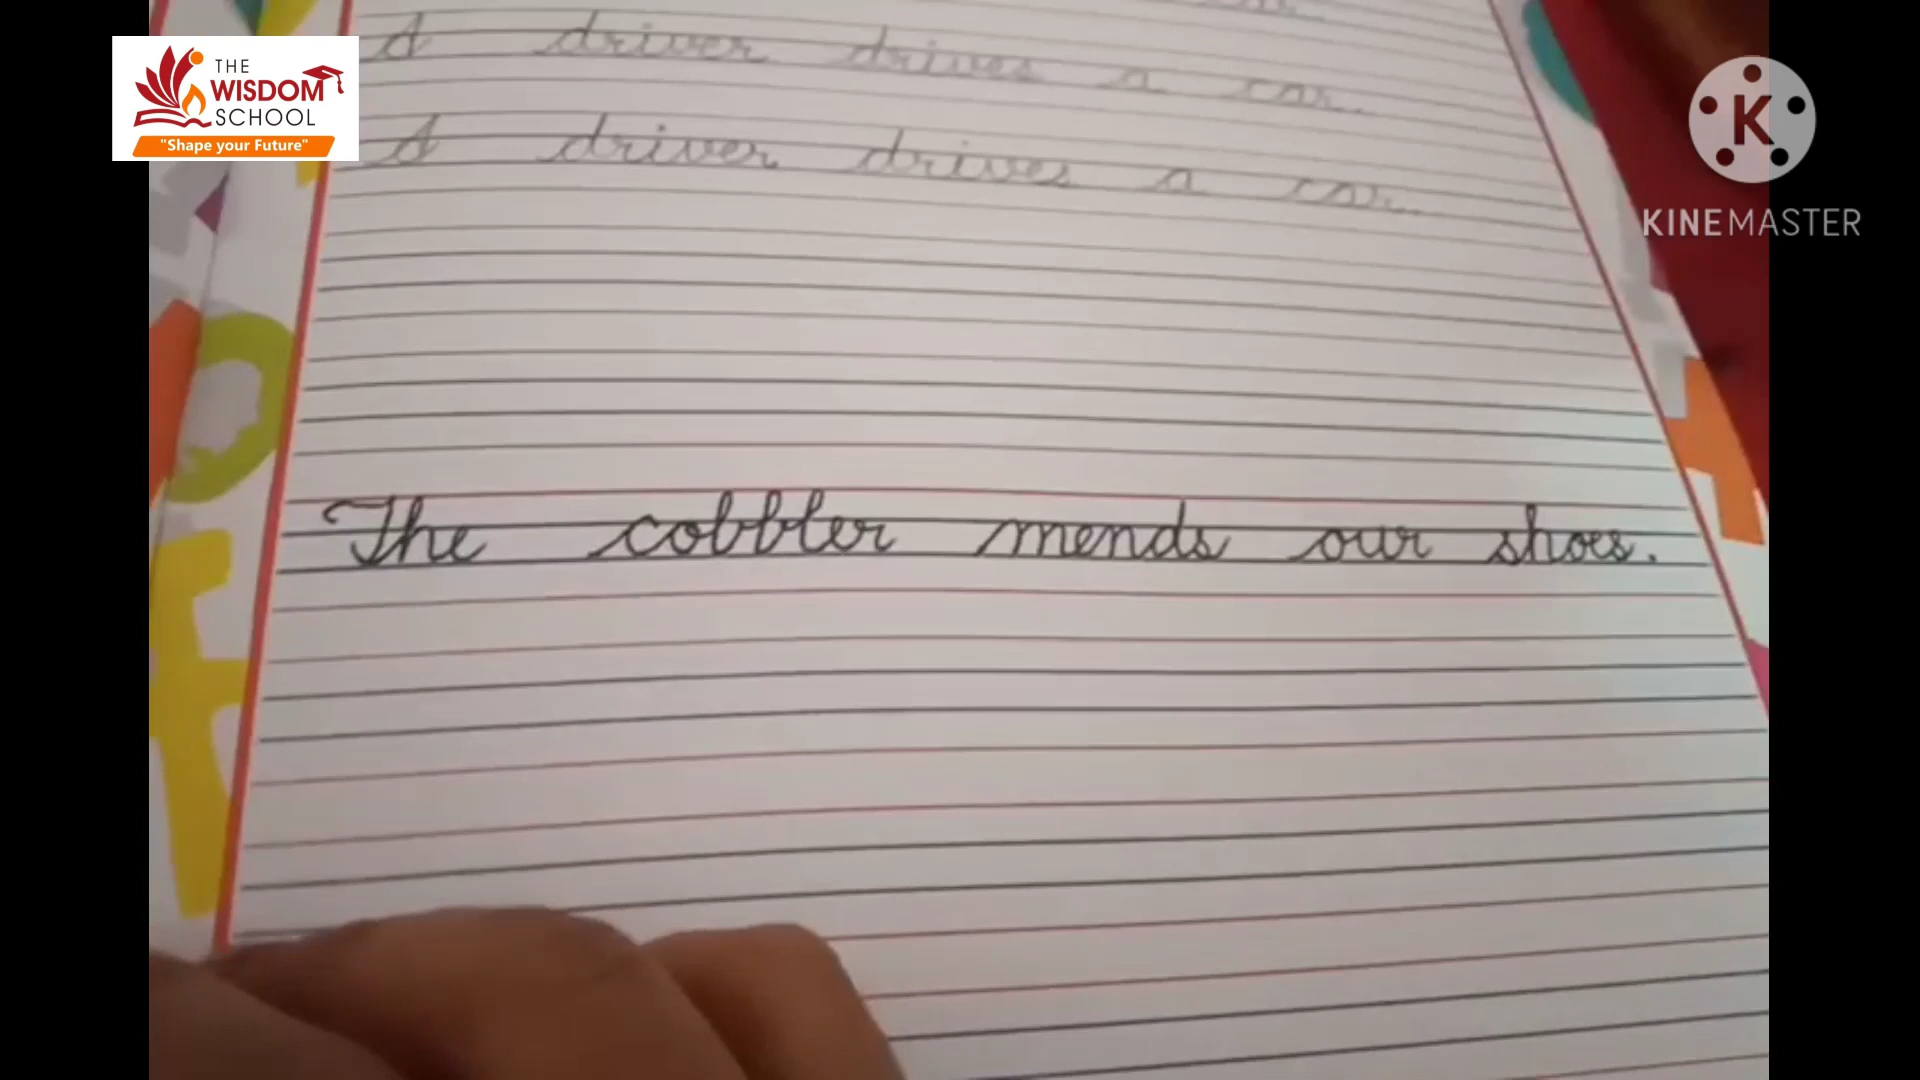 THE
WISDOM
SCHOOL
"Shape your Future"
K
KINEMASTER
A driver drives a car.
A driver drives a car.
The cobbler mends our shoes.